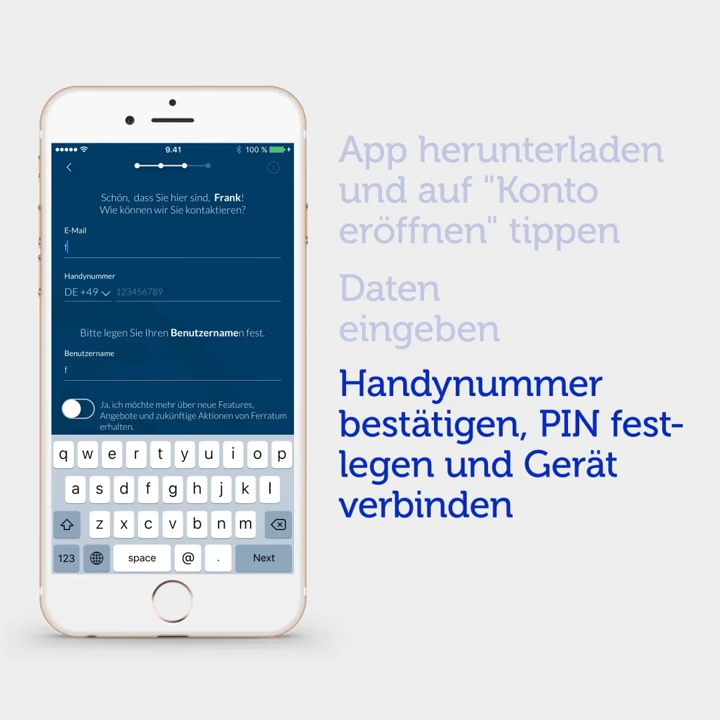 9.41
100 %
Schön, dass Sie hier sind, Frank!
Wie können wir Sie kontaktieren?
E-Mail
f
Handynummer
DE +49 123456789
Bitte legen Sie Ihren Benutzernamen fest.
Benutzername
f
Ja, ich möchte mehr über neue Features,
Angebote und zukünftige Aktionen von Ferratum
erhalten.
q w e r t y u i o p
a s d f g h j k l
z x c v b n m
123 space @ . Next
App herunterladen
und auf "Konto
eröffnen" tippen
Daten
eingeben
Handynummer
bestätigen, PIN fest-
legen und Gerät
verbinden